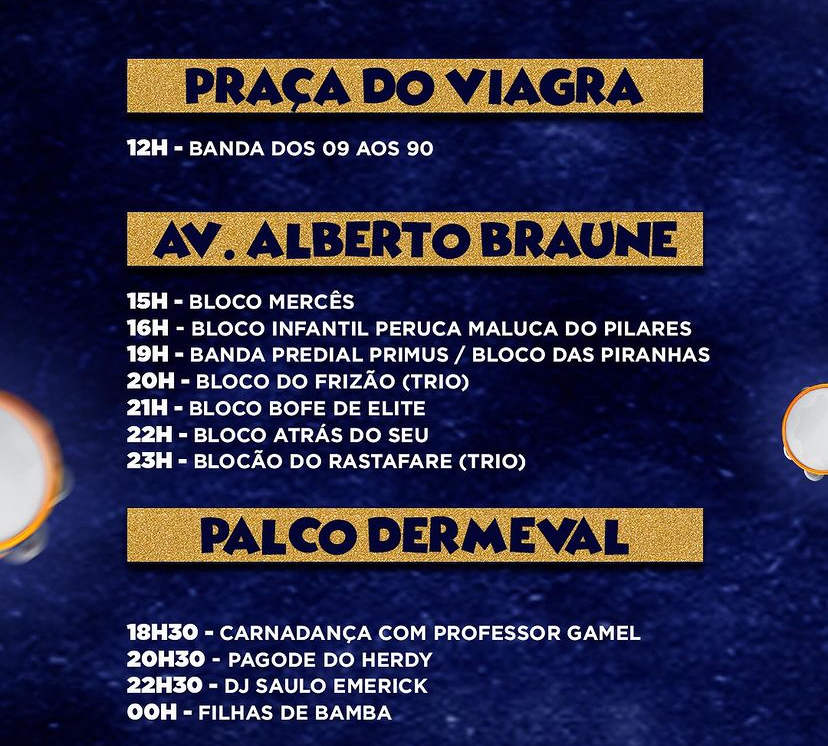 PRAÇA DO VIAGRA
12H - BANDA DOS 09 AOS 90
AV. ALBERTO BRAUNE
15H - BLOCO MERCÊS
16H - BLOCO INFANTIL PERUCA MALUCA DO PILARES
19H - BANDA PREDIAL PRIMUS / BLOCO DAS PIRANHAS
20H - BLOCO DO FRIZÃO (TRIO)
21H - BLOCO BOFE DE ELITE
22H - BLOCO ATRÁS DO SEU
23H - BLOCÃO DO RASTAFARE (TRIO)
PALCO DERMEVAL
18H30 - CARNADANÇA COM PROFESSOR GAMEL
20H30 - PAGODE DO HERDY
22H30 - DJ SAULO EMERICK
00H - FILHAS DE BAMBA